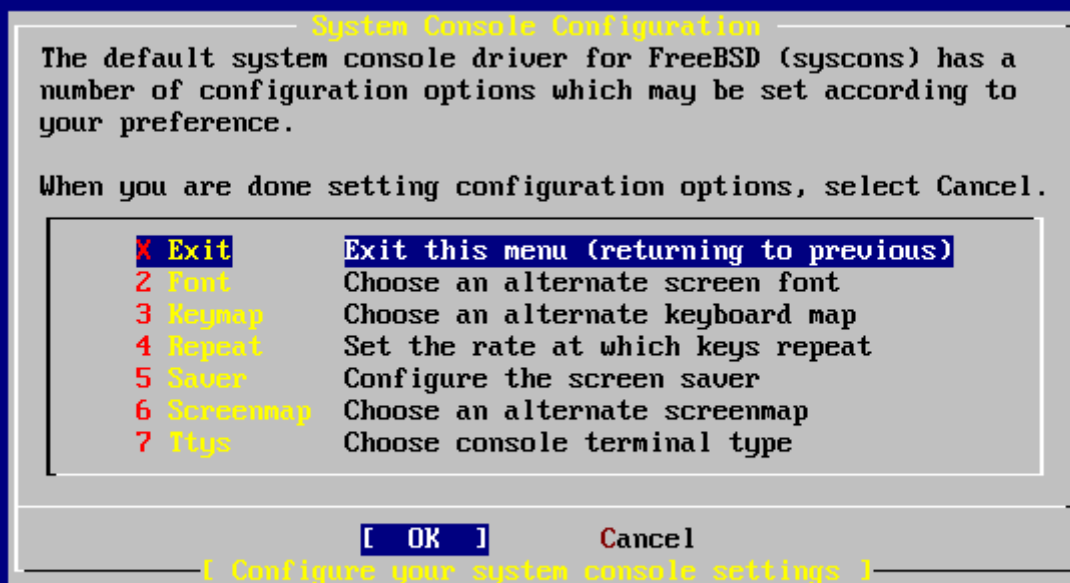 System Console Configuration
The default system console driver for FreeBSD (syscons) has a
number of configuration options which may be set according to
your preference.
When you are done setting configuration options, select Cancel.
X Exit Exit this menu (returning to previous)
2 Font Choose an alternate screen font
3 Keymap Choose an alternate keyboard map
4 Repeat Set the rate at which keys repeat
5 Saver Configure the screen saver
6 Screenmap Choose an alternate screenmap
7 Ttys Choose console terminal type
[ OK ] Cancel
[ Configure your system console settings ]